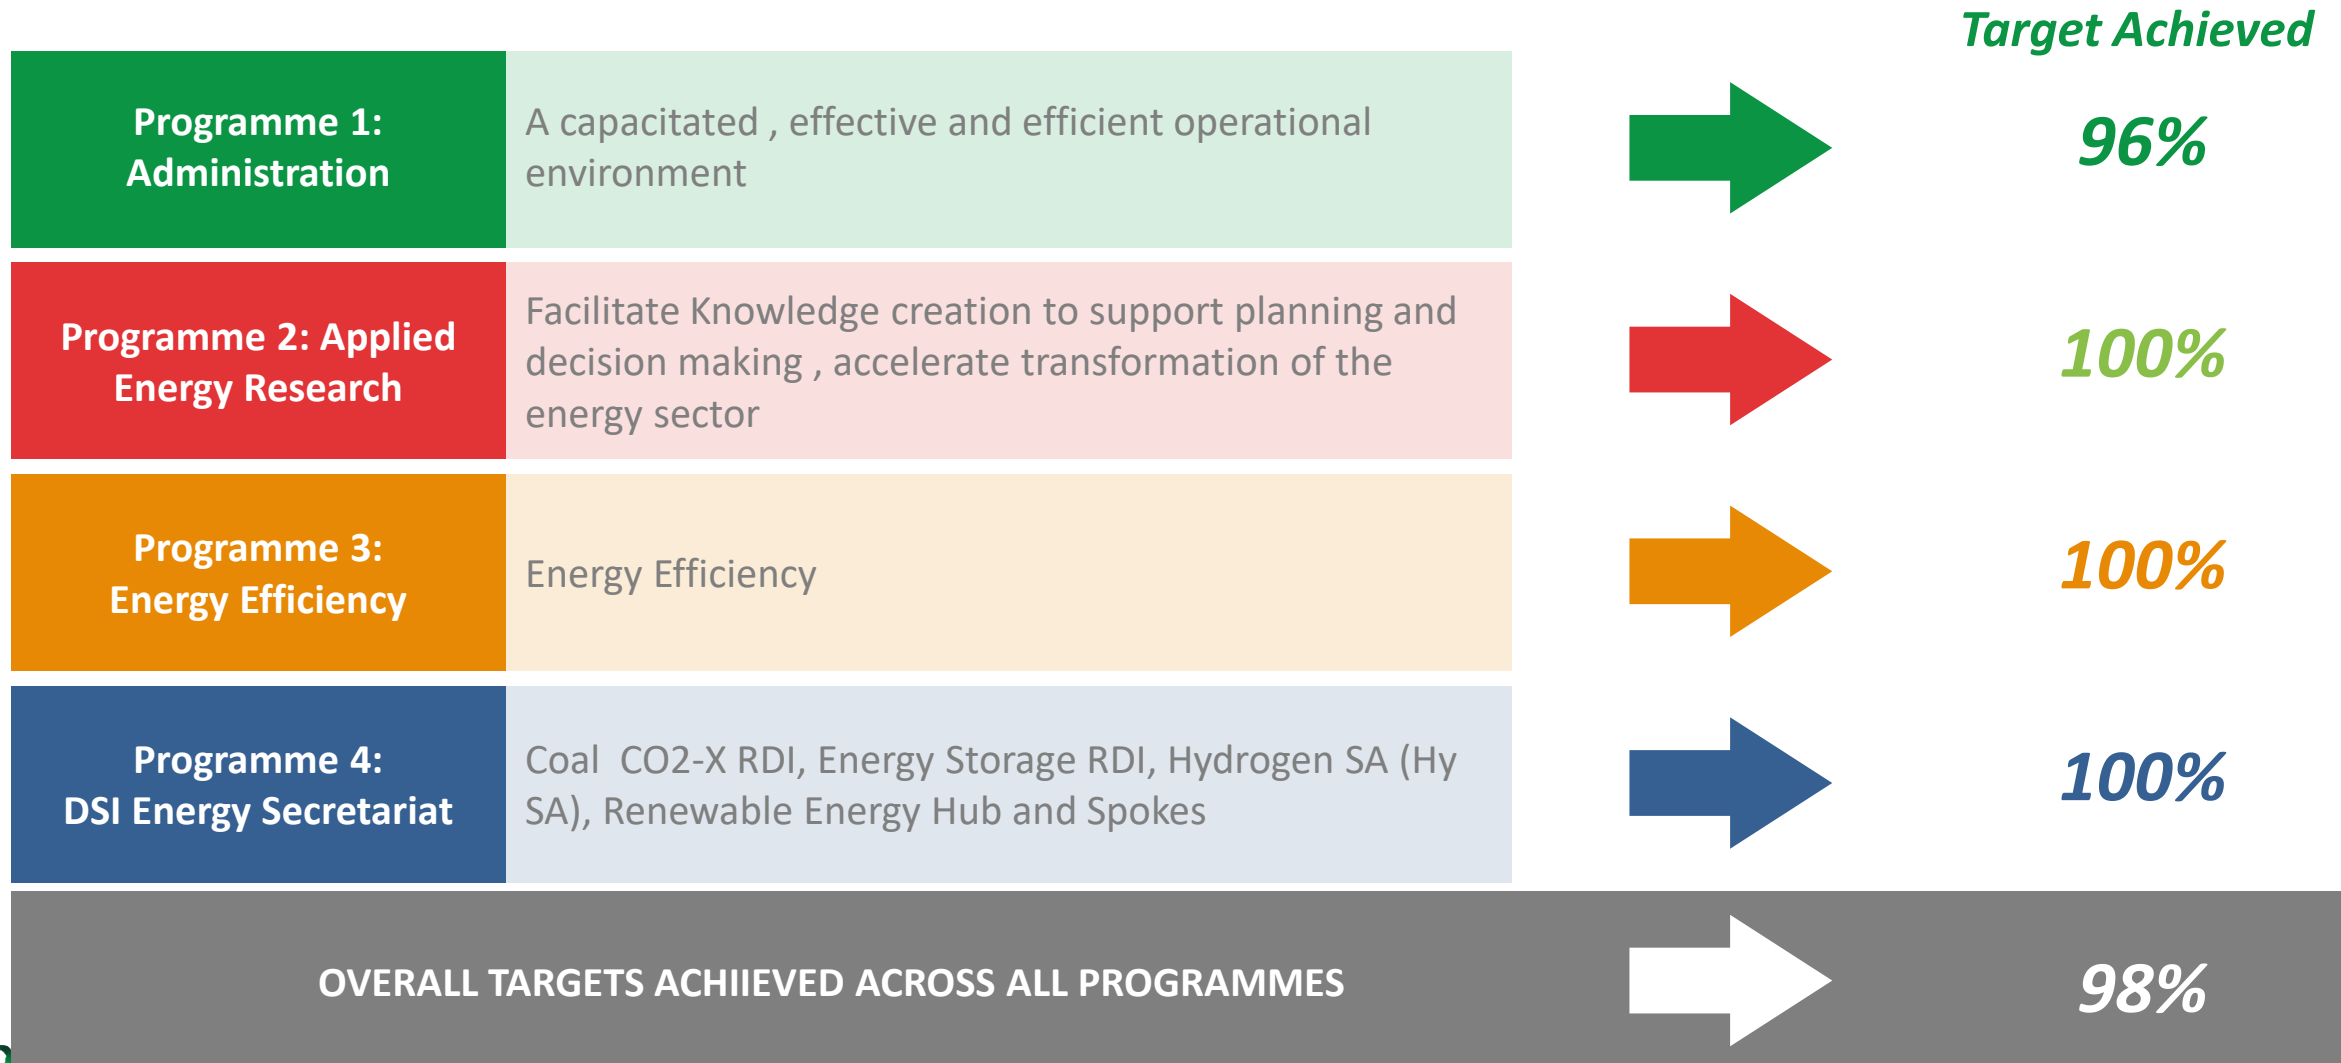 Target Achieved
Programme 1:
Administration
A capacitated , effective and efficient operational
environment
96%
Programme 2: Applied
Energy Research
Facilitate Knowledge creation to support planning and
decision making , accelerate transformation of the
energy sector
100%
Programme 3:
Energy Efficiency
Energy Efficiency
100%
Programme 4:
DSI Energy Secretariat
Coal  CO2-X RDI, Energy Storage RDI, Hydrogen SA (Hy
SA), Renewable Energy Hub and Spokes
100%
OVERALL TARGETS ACHIIEVED ACROSS ALL PROGRAMMES
98%